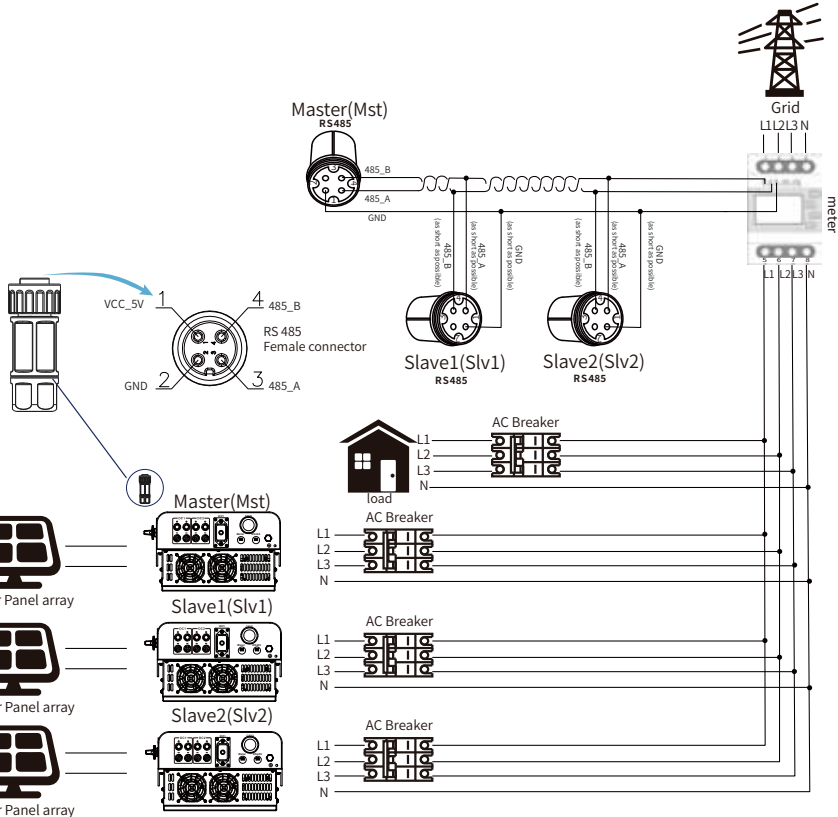 Grid
L1L2L3 N
Master(Mst)
RS485
485_B
485_A
GND
meter
5 6 7 8
L1 L2L3 N
485_B
(as short as possible)
485_A
(as short as possible)
GND
(as short as possible)
485_B
(as short as possible)
485_A
(as short as possible)
GND
(as short as possible)
VCC_5V
1
4
485_B
RS 485
Female connector
GND
2
3
485_A
Slave1(Slv1)
RS485
Slave2(Slv2)
RS485
AC Breaker
L1
L2
L3
N
load
Master(Mst)
AC Breaker
L1
L2
L3
N
r Panel array
Slave1(Slv1)
AC Breaker
L1
L2
L3
N
r Panel array
Slave2(Slv2)
AC Breaker
L1
L2
L3
N
r Panel array